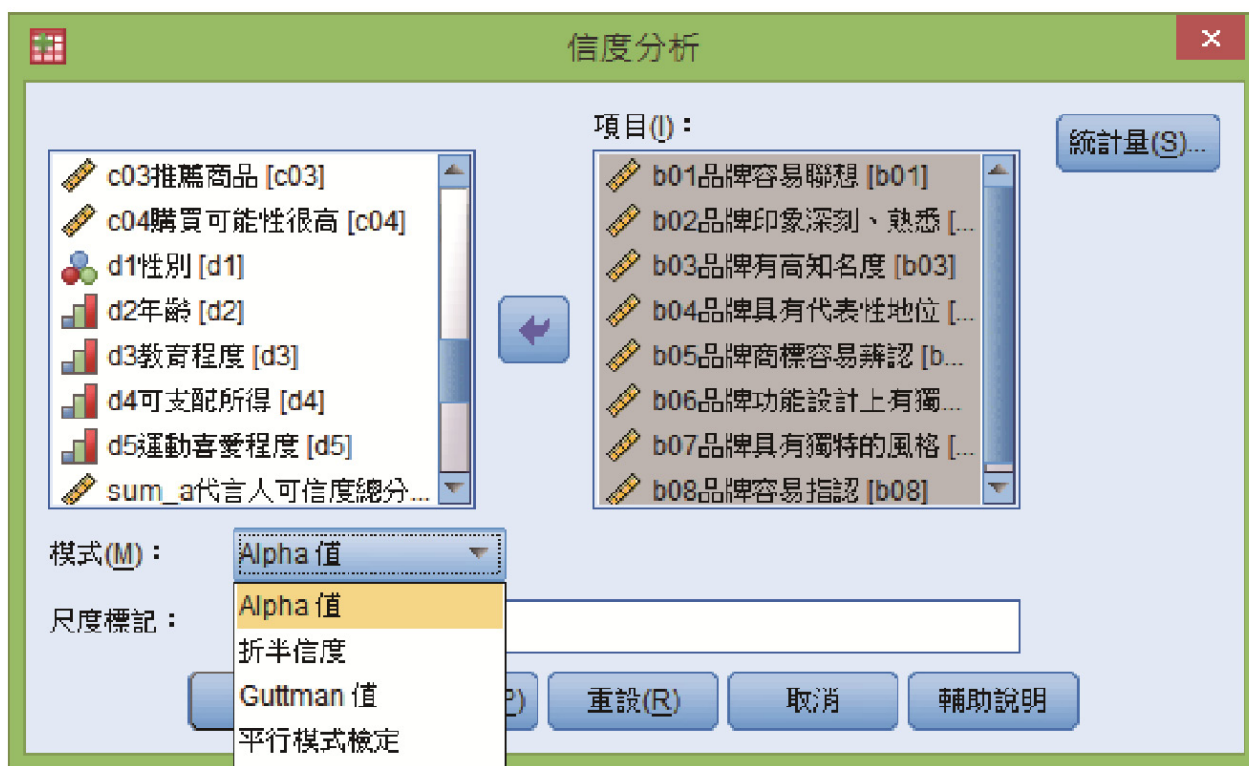 信度分析
項目(I)：
統計量(S)...
c03推薦商品 [c03]
c04購買可能性很高 [c04]
d1性別 [d1]
d2年齡 [d2]
d3教育程度 [d3]
d4可支配所得 [d4]
d5運動喜愛程度 [d5]
sum_a代言人可信度總分...
b01品牌容易聯想 [b01]
b02品牌印象深刻、熟悉 [...
b03品牌有高知名度 [b03]
b04品牌具有代表性地位 [...
b05品牌商標容易辨認 [b...
b06品牌功能設計上有獨...
b07品牌具有獨特的風格 [...
b08品牌容易指認 [b08]
模式(M)：
Alpha 值
Alpha 值
折半信度
Guttman 值
平行模式檢定
尺度標記：
重設(R)
取消
輔助說明